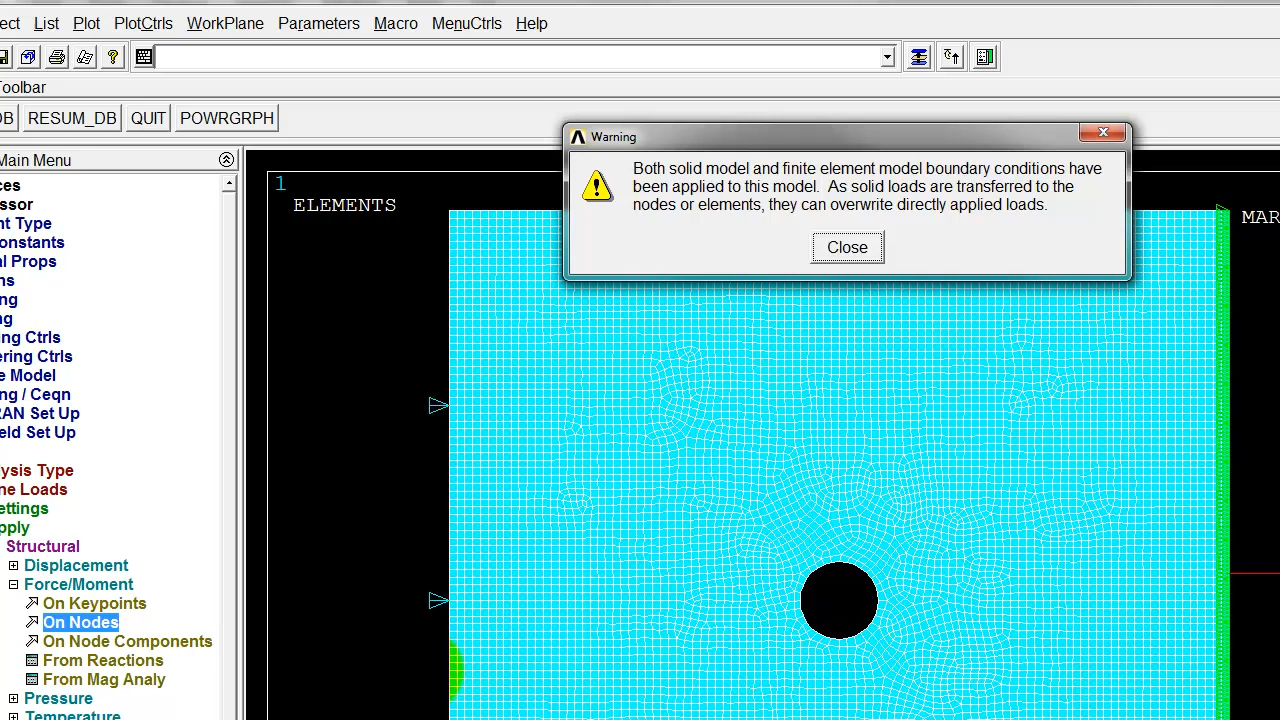 ect List Plot PlotCtrls WorkPlane Parameters Macro MenuCtrls Help
?
Toolbar
DB RESUM_DB QUIT POWRGRPH
Warning
Both solid model and finite element model boundary conditions have
been applied to this model. As solid loads are transferred to the
nodes or elements, they can overwrite directly applied loads.
Close
Main Menu
ces
ssor
nt Type
onstants
al Props
ns
ng
ng
ing Ctrls
ering Ctrls
e Model
ng / Ceqn
RAN Set Up
eld Set Up
lysis Type
ne Loads
ettings
pply
Structural
Displacement
Force/Moment
On Keypoints
On Nodes
On Node Components
From Reactions
From Mag Analy
Pressure
Temperature
1
ELEMENTS
MAR